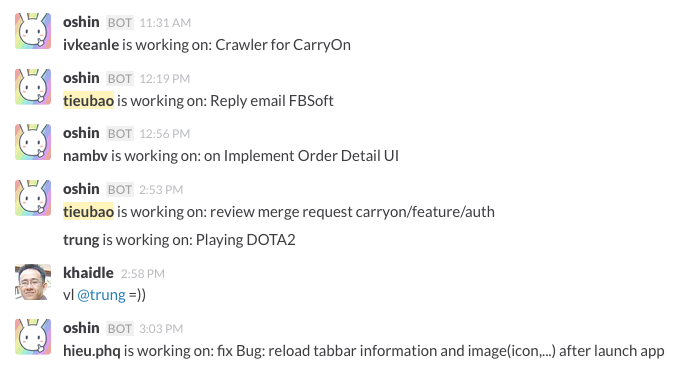 oshin BOT 11:31 AM
ivkeanle is working on: Crawler for CarryOn
oshin BOT 12:19 PM
tieubao is working on: Reply email FBSoft
oshin BOT 12:56 PM
nambv is working on: on Implement Order Detail UI
oshin BOT 2:53 PM
tieubao is working on: review merge request carryon/feature/auth
trung is working on: Playing DOTA2
khaidle 2:58 PM
vl @trung =))
oshin BOT 3:03 PM
hieu.phq is working on: fix Bug: reload tabbar information and image(icon,...) after launch app